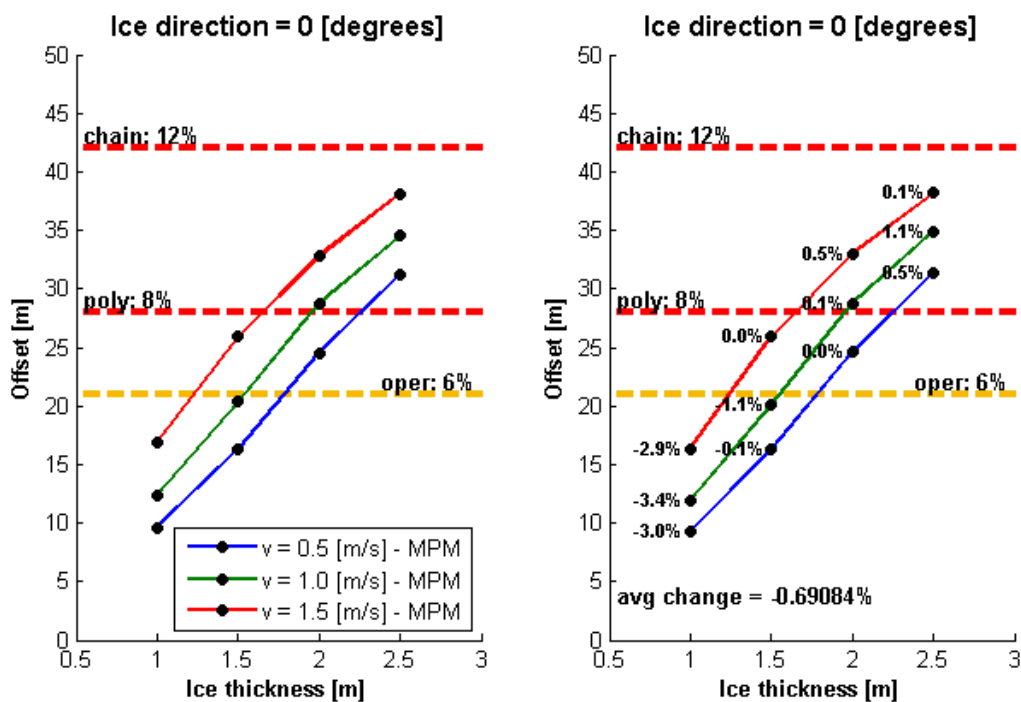 Ice direction = 0 [degrees]
50
45
40
35
30
25
20
15
10
5
0
Offset [m]
chain: 12%
poly: 8%
oper: 6%
v = 0.5 [m/s] - MPM
v = 1.0 [m/s] - MPM
v = 1.5 [m/s] - MPM
0.5
1
1.5
2
2.5
3
Ice thickness [m]
Ice direction = 0 [degrees]
50
45
40
35
30
25
20
15
10
5
0
Offset [m]
chain: 12%
0.1%
1.1%
0.5%
0.5%
poly: 8%
0.1%
0.0%
0.0%
oper: 6%
-1.1%
-0.1%
-2.9%
-3.4%
-3.0%
avg change = -0.69084%
0.5
1
1.5
2
2.5
3
Ice thickness [m]